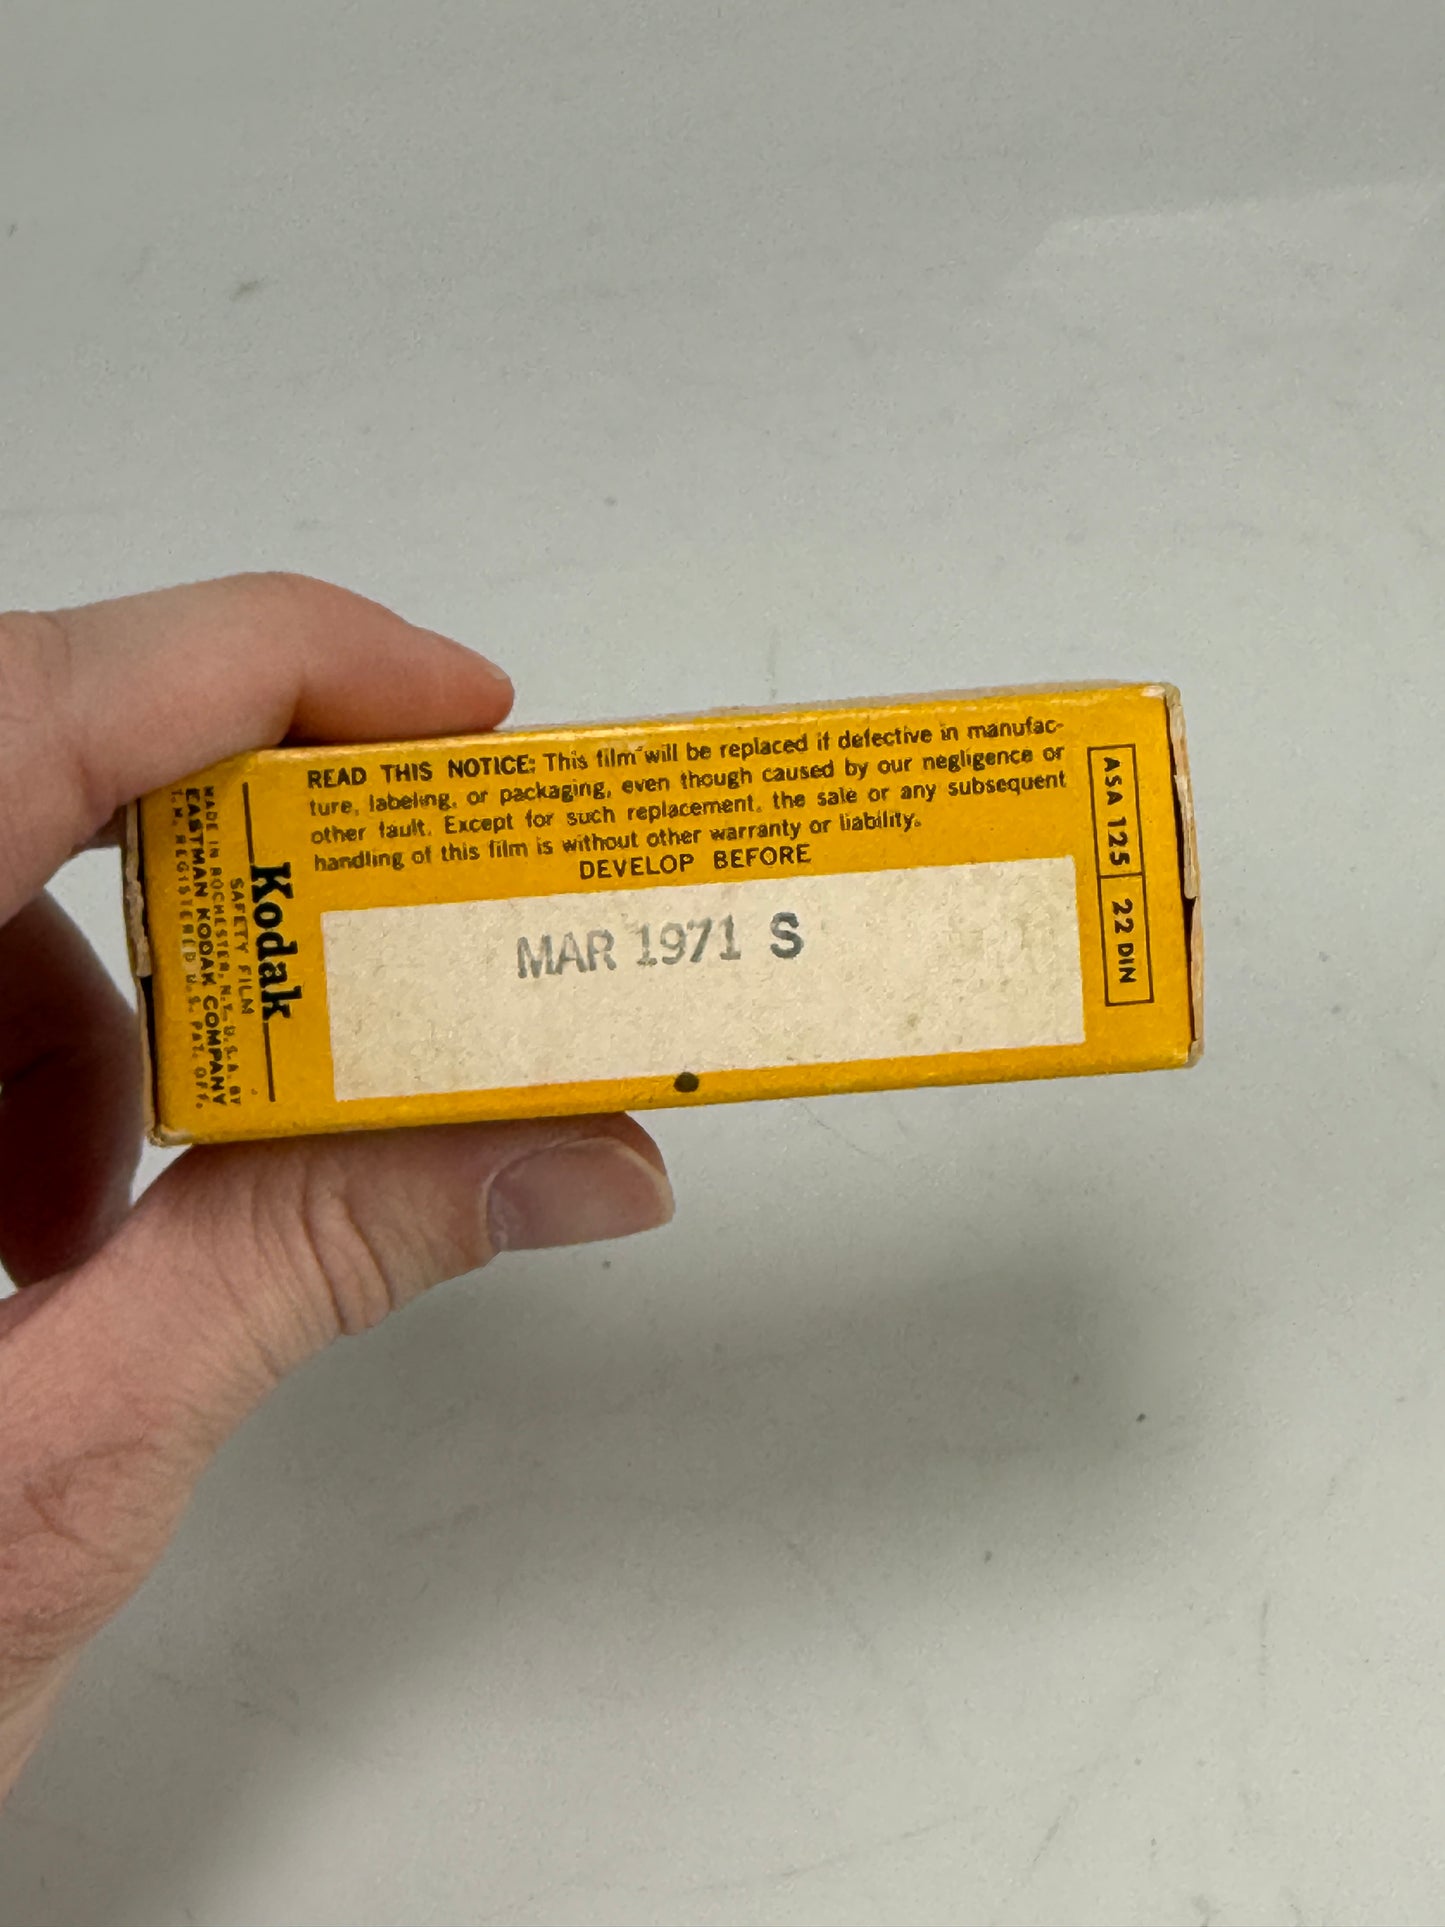 READ THIS NOTICE: This film will be replaced if defective in manufac-
ture, labeling, or packaging, even though caused by our negligence or
other fault. Except for such replacement, the sale or any subsequent
handling of this film is without other warranty or liability.
DEVELOP BEFORE
MAR 1971 S
ASA 125 22 DIN
Kodak
SAFETY FILM
MADE IN ROCHESTER, N.Y., U.S.A. BY
EASTMAN KODAK COMPANY
T.M. REGISTERED U.S. PAT. OFF.